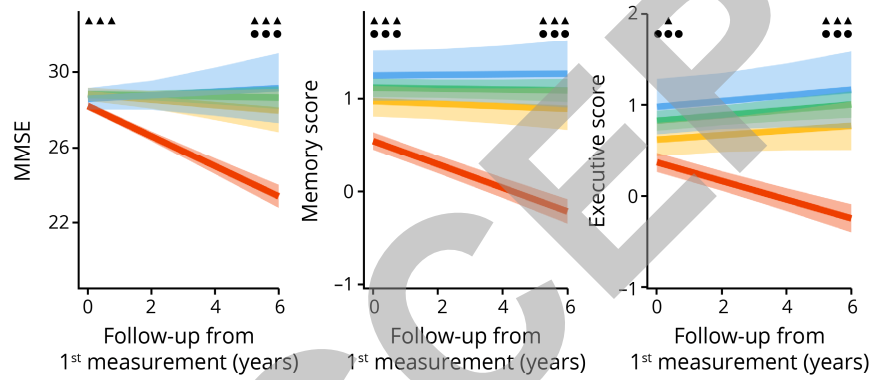 MMSE
30
26
22
0 2 4 6
Follow-up from
1st measurement (years)
Memory score
1
0
−1
0 2 4 6
Follow-up from
1st measurement (years)
Executive score
2
1
0
−1
0 2 4 6
Follow-up from
1st measurement (years)
CCEP